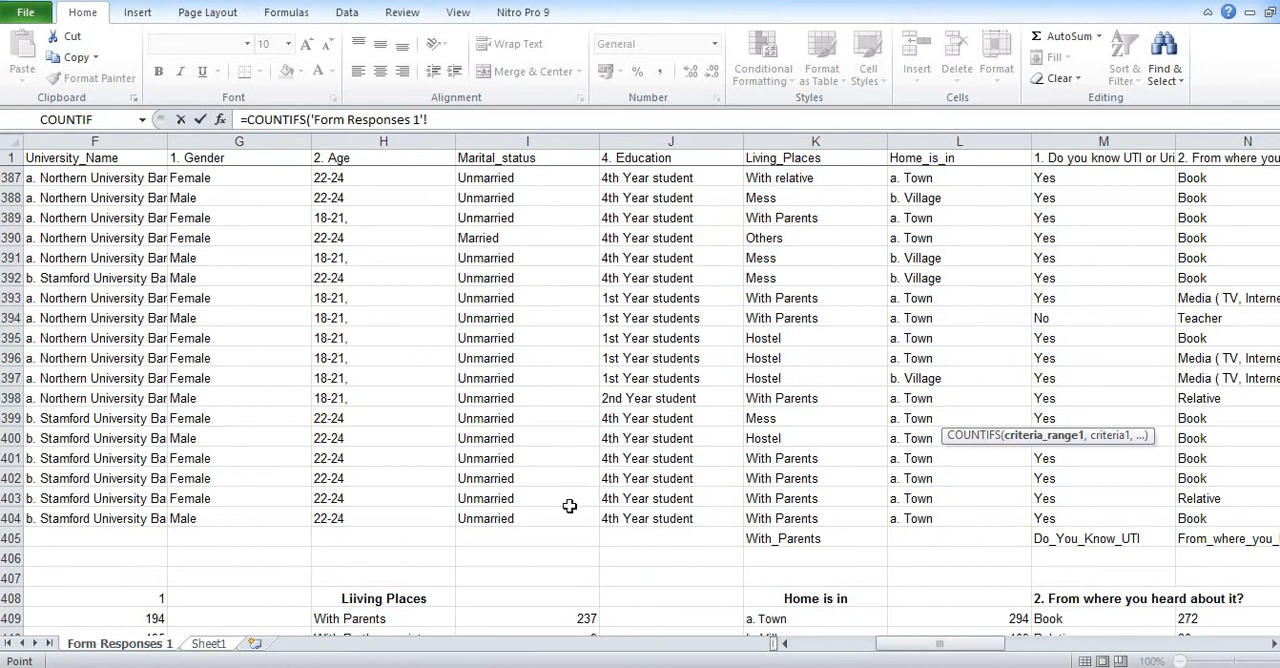 File Home Insert Page Layout Formulas Data Review View Nitro Pro 9
Paste Cut Copy Format Painter Clipboard
10 B I U A Font
Wrap Text Merge & Center Alignment
General % , Number
Conditional Formatting Format as Table Cell Styles Styles
Insert Delete Format Cells
Σ AutoSum Fill Clear Sort & Filter Find & Select Editing
COUNTIF fx =COUNTIFS('Form Responses 1'!
F G H I J K L M N
1 University_Name 1. Gender 2. Age Marital_status 4. Education Living_Places Home_is_in 1. Do you know UTI or Uri 2. From where you
387 a. Northern University Bar Female 22-24 Unmarried 4th Year student With relative a. Town Yes Book
388 a. Northern University Bar Male 22-24 Unmarried 4th Year student Mess b. Village Yes Book
389 a. Northern University Bar Female 18-21, Unmarried 4th Year student With Parents a. Town Yes Book
390 a. Northern University Bar Female 22-24 Married 4th Year student Others a. Town Yes Book
391 a. Northern University Bar Male 18-21, Unmarried 4th Year student Mess b. Village Yes Book
392 b. Stamford University Ba Male 22-24 Unmarried 4th Year student Mess b. Village Yes Book
393 a. Northern University Bar Male 18-21, Unmarried 1st Year students With Parents a. Town Yes Media ( TV, Interne
394 a. Northern University Bar Male 18-21, Unmarried 1st Year students With Parents a. Town No Teacher
395 a. Northern University Bar Female 18-21, Unmarried 1st Year students Hostel a. Town Yes Book
396 a. Northern University Bar Female 18-21, Unmarried 1st Year students Hostel a. Town Yes Media ( TV, Interne
397 a. Northern University Bar Female 18-21, Unmarried 1st Year students Hostel b. Village Yes Media ( TV, Interne
398 a. Northern University Bar Male 18-21, Unmarried 2nd Year student With Parents a. Town Yes Relative
399 b. Stamford University Ba Female 22-24 Unmarried 4th Year student Mess a. Town Yes Book
400 b. Stamford University Ba Male 22-24 Unmarried 4th Year student Hostel a. Town COUNTIFS(criteria_range1, criteria1, ...) Book
401 b. Stamford University Ba Male 22-24 Unmarried 4th Year student With Parents a. Town Yes Book
402 b. Stamford University Ba Female 22-24 Unmarried 4th Year student With Parents a. Town Yes Book
403 b. Stamford University Ba Female 22-24 Unmarried 4th Year student With Parents a. Town Yes Relative
404 b. Stamford University Ba Male 22-24 Unmarried 4th Year student With Parents a. Town Yes Book
405 With_Parents Do_You_Know_UTI From_where_you_
406
407
408 1 Liiving Places Home is in 2. From where you heard about it?
409 194 With Parents 237 a. Town 294 Book 272
Form Responses 1 Sheet1
Point 100%